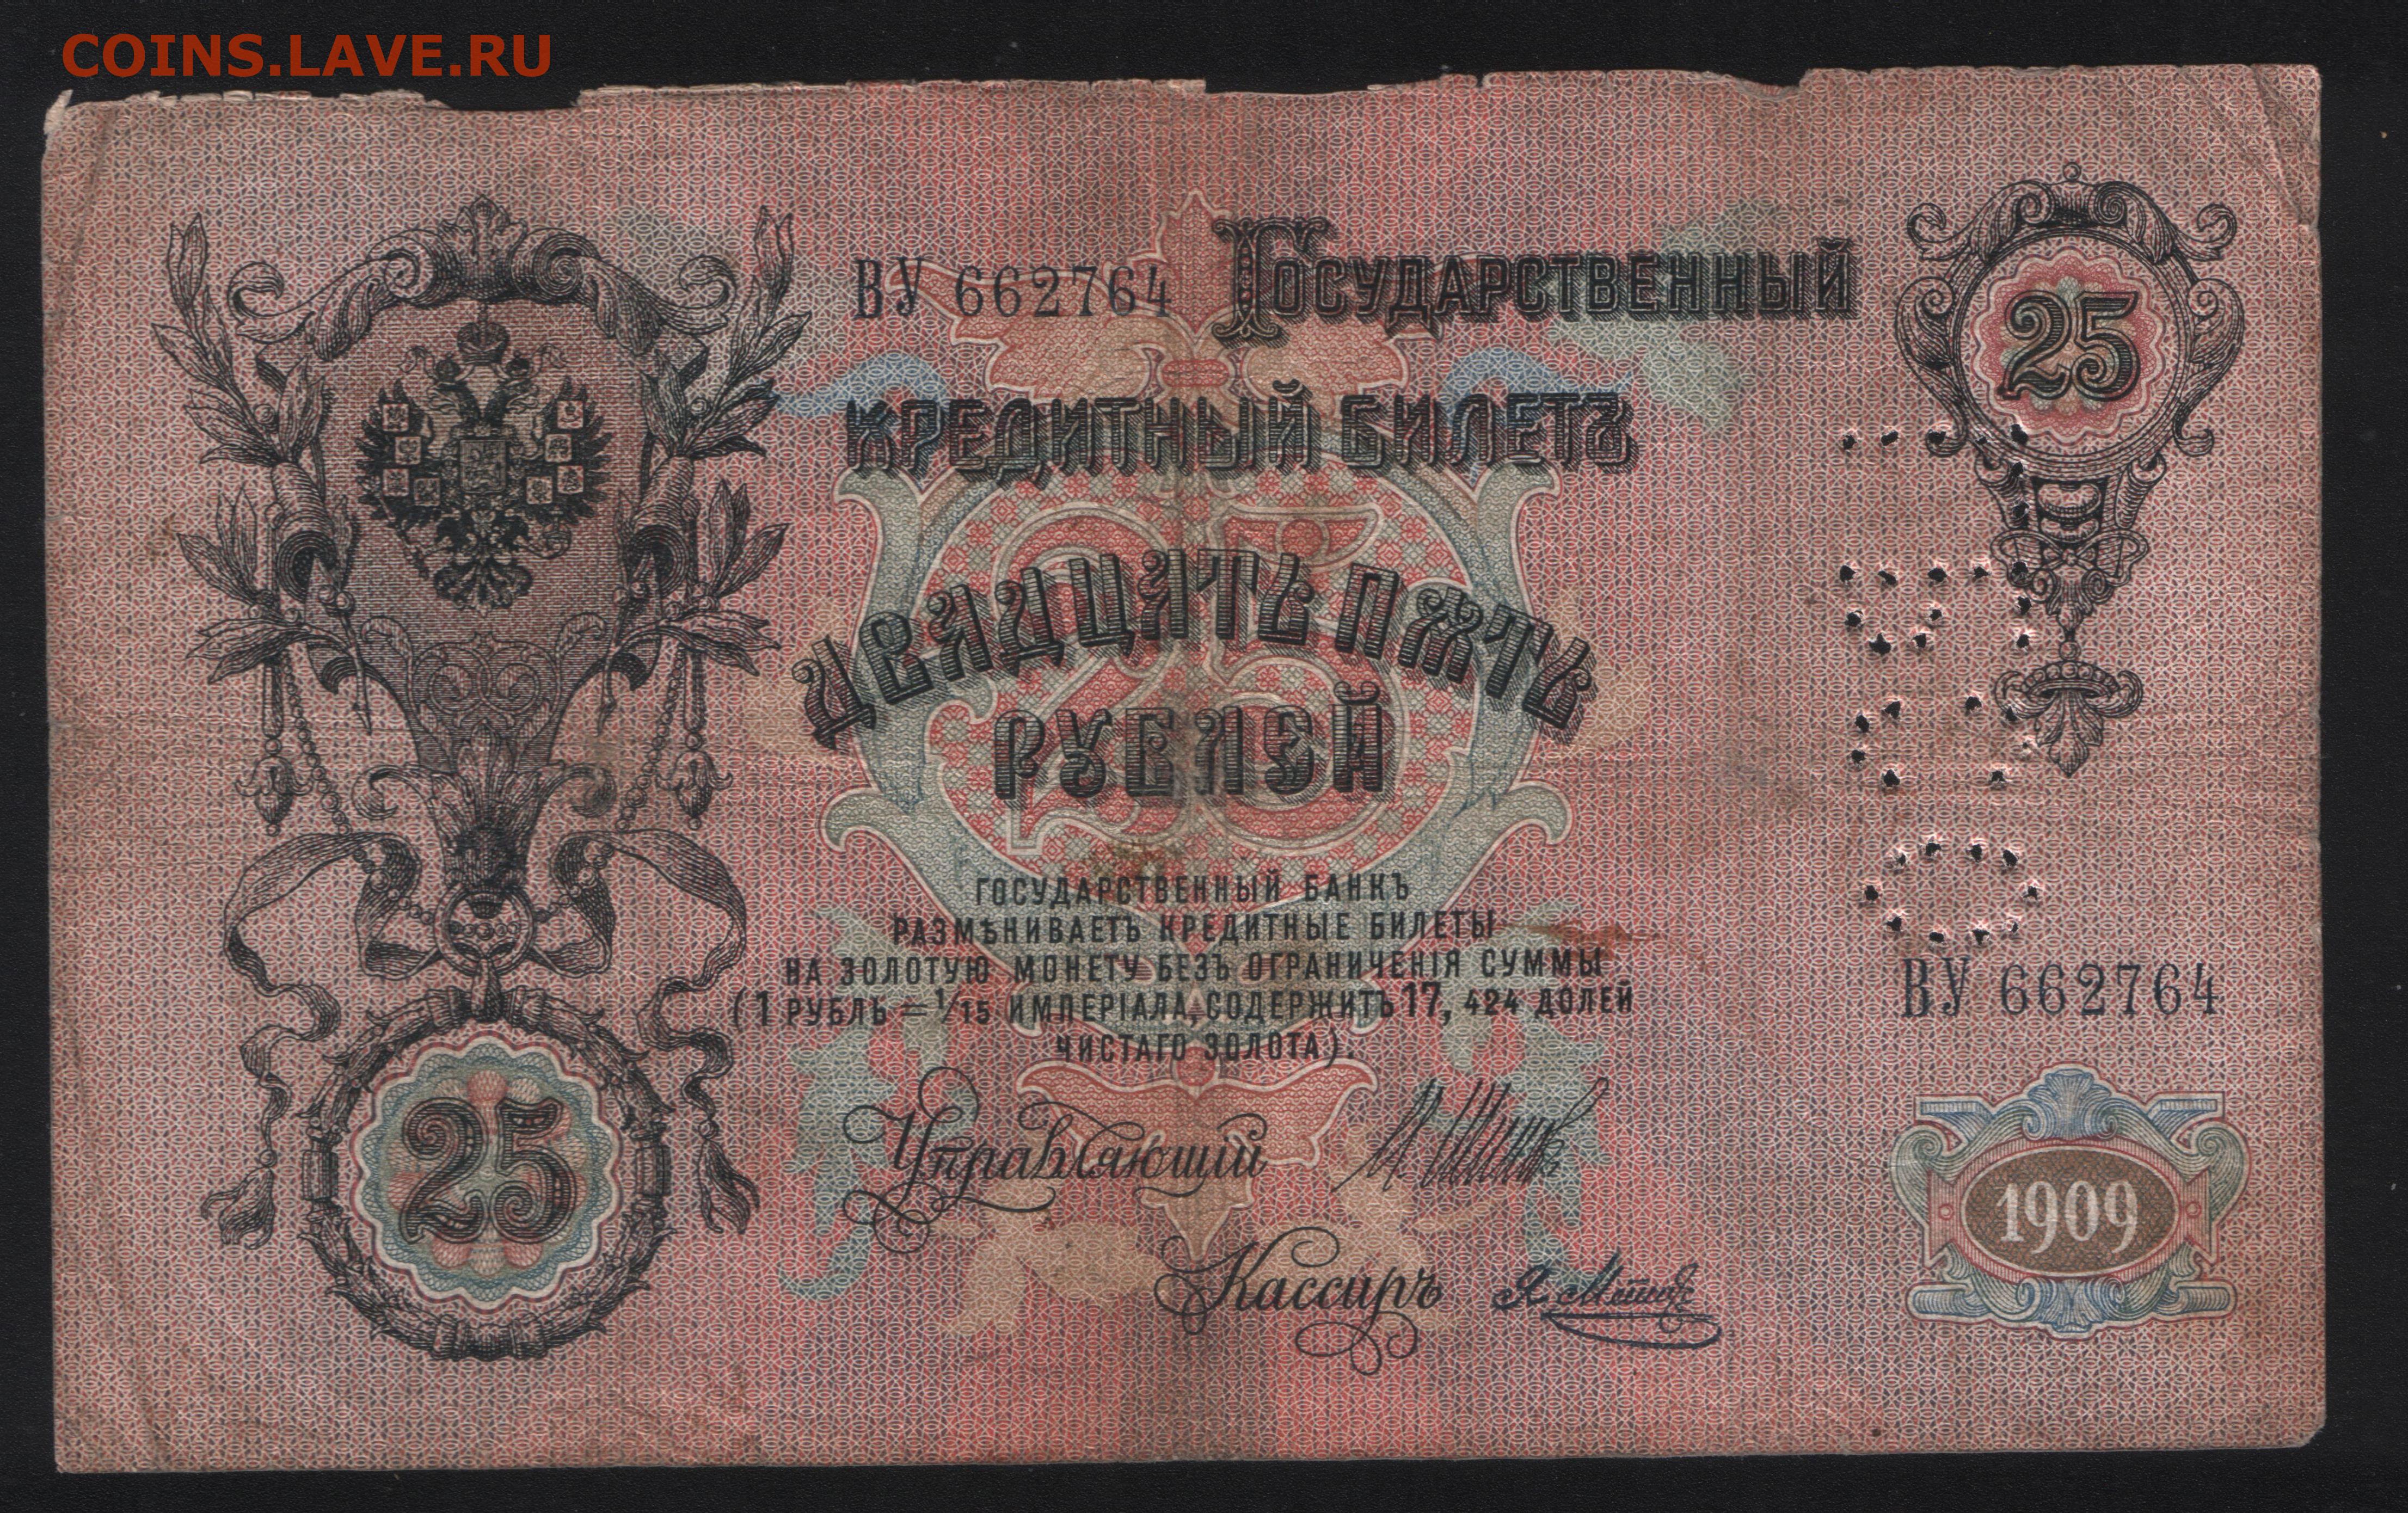 COINS.LAVE.RU
ВУ 662764 ГОСУДАРСТВЕННЫЙ
25
КРЕДИТНЫЙ БИЛЕТЪ
ДВАДЦАТЬ ПЯТЬ
РУБЛЕЙ
ГОСУДАРСТВЕННЫЙ БАНКЪ
РАЗМѢНИВАЕТЪ КРЕДИТНЫЕ БИЛЕТЫ
НА ЗОЛОТУЮ МОНЕТУ БЕЗЪ ОГРАНИЧЕНІЯ СУММЫ
(1 РУБЛЬ = 1/15 ИМПЕРІАЛА, СОДЕРЖИТЪ 17, 424 ДОЛЕЙ
ЧИСТАГО ЗОЛОТА).
ВУ 662764
25
Управляющій
Кассиръ
1909